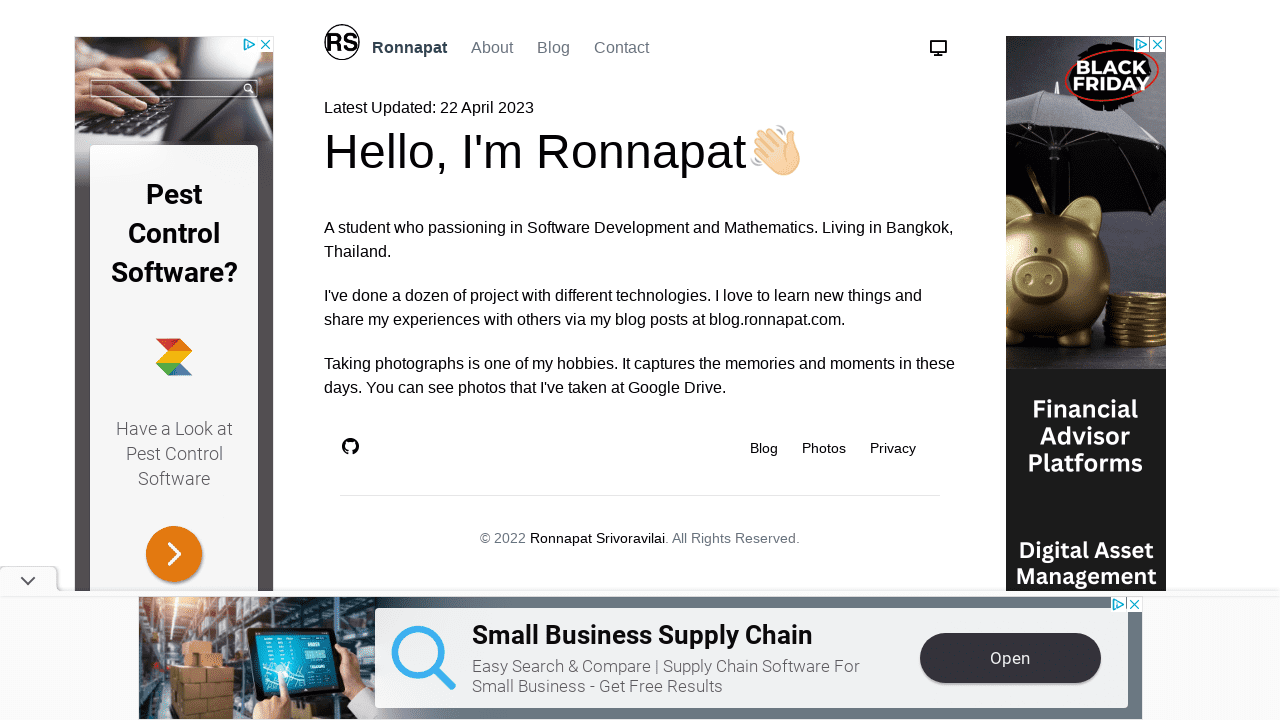 RS
Ronnapat About Blog Contact
Latest Updated: 22 April 2023
Hello, I'm Ronnapat👋🏻
A student who passioning in Software Development and Mathematics. Living in Bangkok,
Thailand.
I've done a dozen of project with different technologies. I love to learn new things and
share my experiences with others via my blog posts at blog.ronnapat.com.
Taking photographs is one of my hobbies. It captures the memories and moments in these
days. You can see photos that I've taken at Google Drive.
Blog Photos Privacy
© 2022 Ronnapat Srivoravilai. All Rights Reserved.
Pest
Control
Software?
Have a Look at
Pest Control
Software
BLACK
FRIDAY
Financial
Advisor
Platforms
Digital Asset
Management
Small Business Supply Chain
Easy Search & Compare | Supply Chain Software For
Small Business - Get Free Results
Open